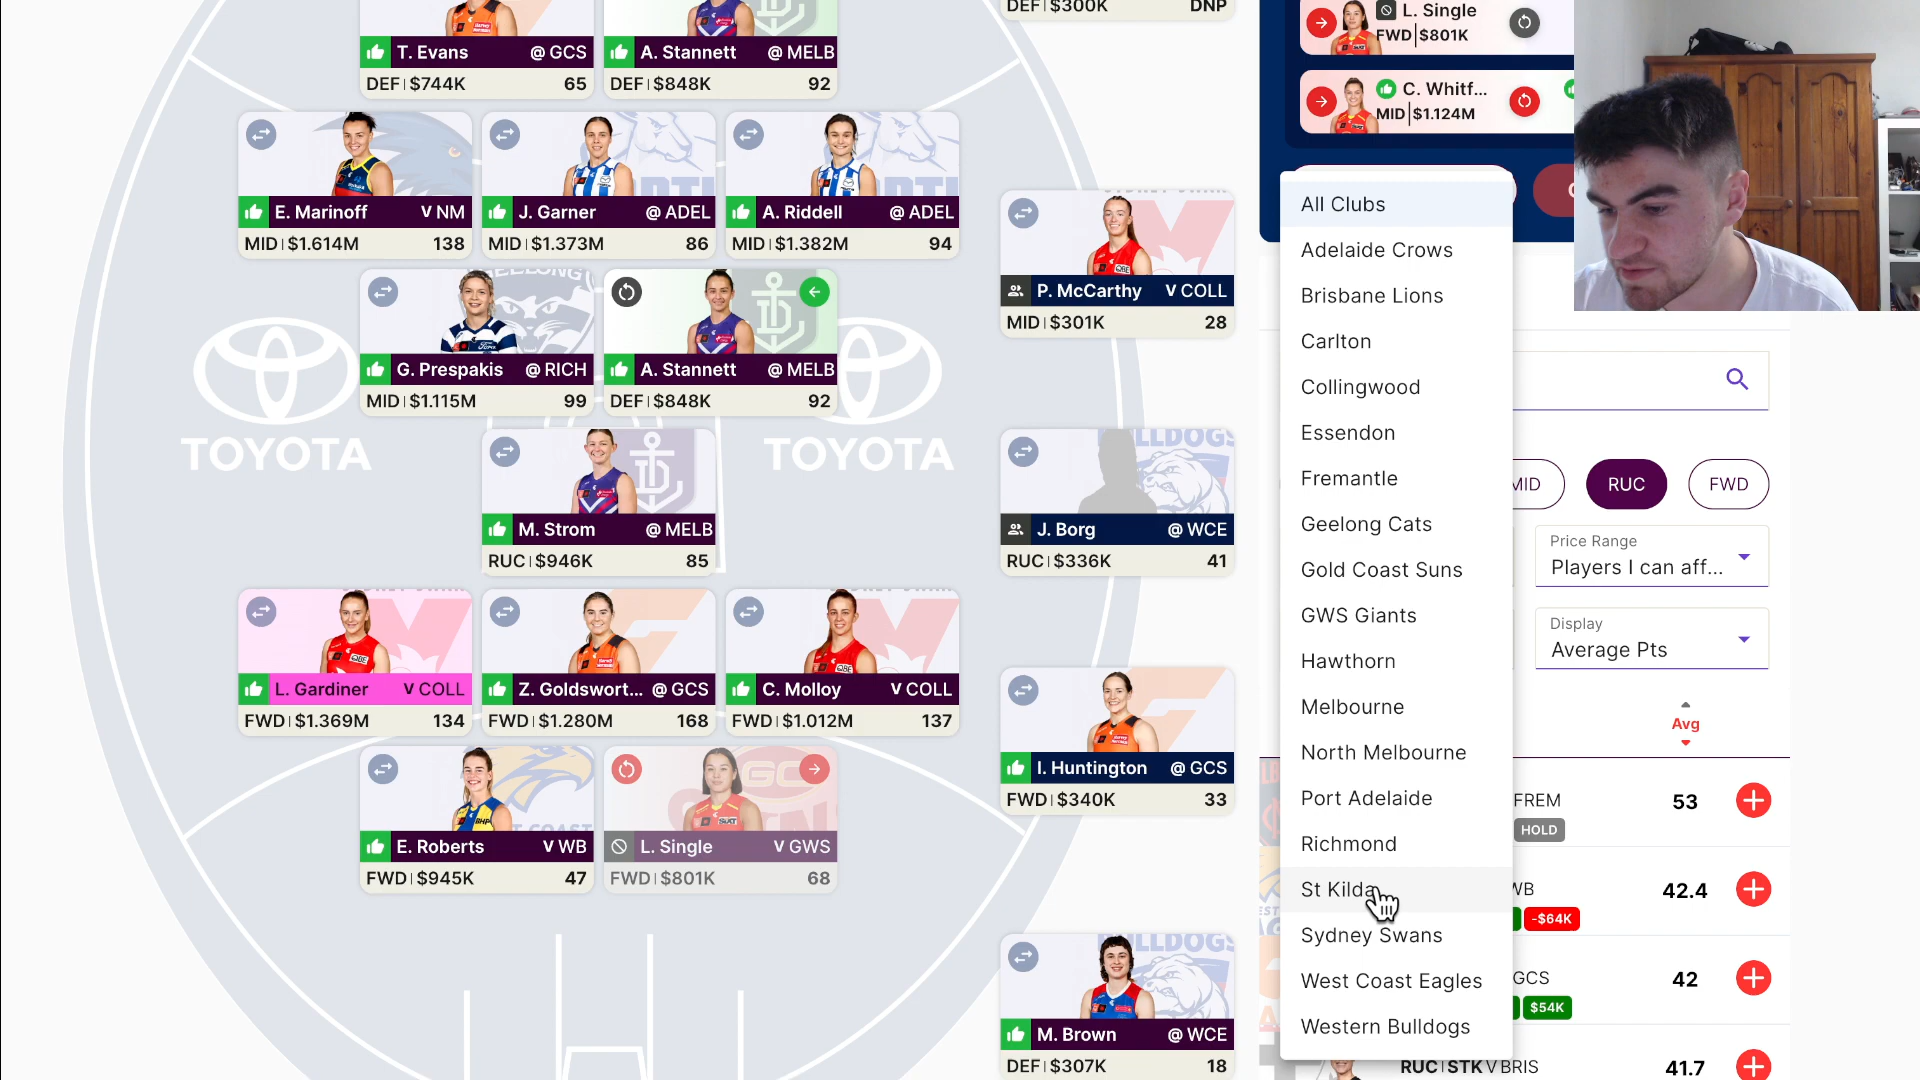 DEF | $300K DNP
T. Evans @ GCS
DEF | $744K 65
A. Stannett @ MELB
DEF | $848K 92
L. Single
FWD | $801K
C. Whitf...
MID | $1.124M
E. Marinoff V NM
MID | $1.614M 138
J. Garner @ ADEL
MID | $1.373M 86
A. Riddell @ ADEL
MID | $1.382M 94
P. McCarthy V COLL
MID | $301K 28
G. Prespakis @ RICH
MID | $1.115M 99
A. Stannett @ MELB
DEF | $848K 92
TOYOTA
TOYOTA
M. Strom @ MELB
RUC | $946K 85
J. Borg @ WCE
RUC | $336K 41
L. Gardiner V COLL
FWD | $1.369M 134
Z. Goldswort... @ GCS
FWD | $1.280M 168
C. Molloy V COLL
FWD | $1.012M 137
I. Huntington @ GCS
FWD | $340K 33
E. Roberts V WB
FWD | $945K 47
L. Single V GWS
FWD | $801K 68
M. Brown @ WCE
DEF | $307K 18
All Clubs
Adelaide Crows
Brisbane Lions
Carlton
Collingwood
Essendon
Fremantle
Geelong Cats
Gold Coast Suns
GWS Giants
Hawthorn
Melbourne
North Melbourne
Port Adelaide
Richmond
St Kilda
Sydney Swans
West Coast Eagles
Western Bulldogs
MID RUC FWD
Price Range
Players I can aff...
Display
Average Pts
Avg
FREM 53
HOLD
WB 42.4
-$64K
GCS 42
$54K
RUC | STK V BRIS 41.7